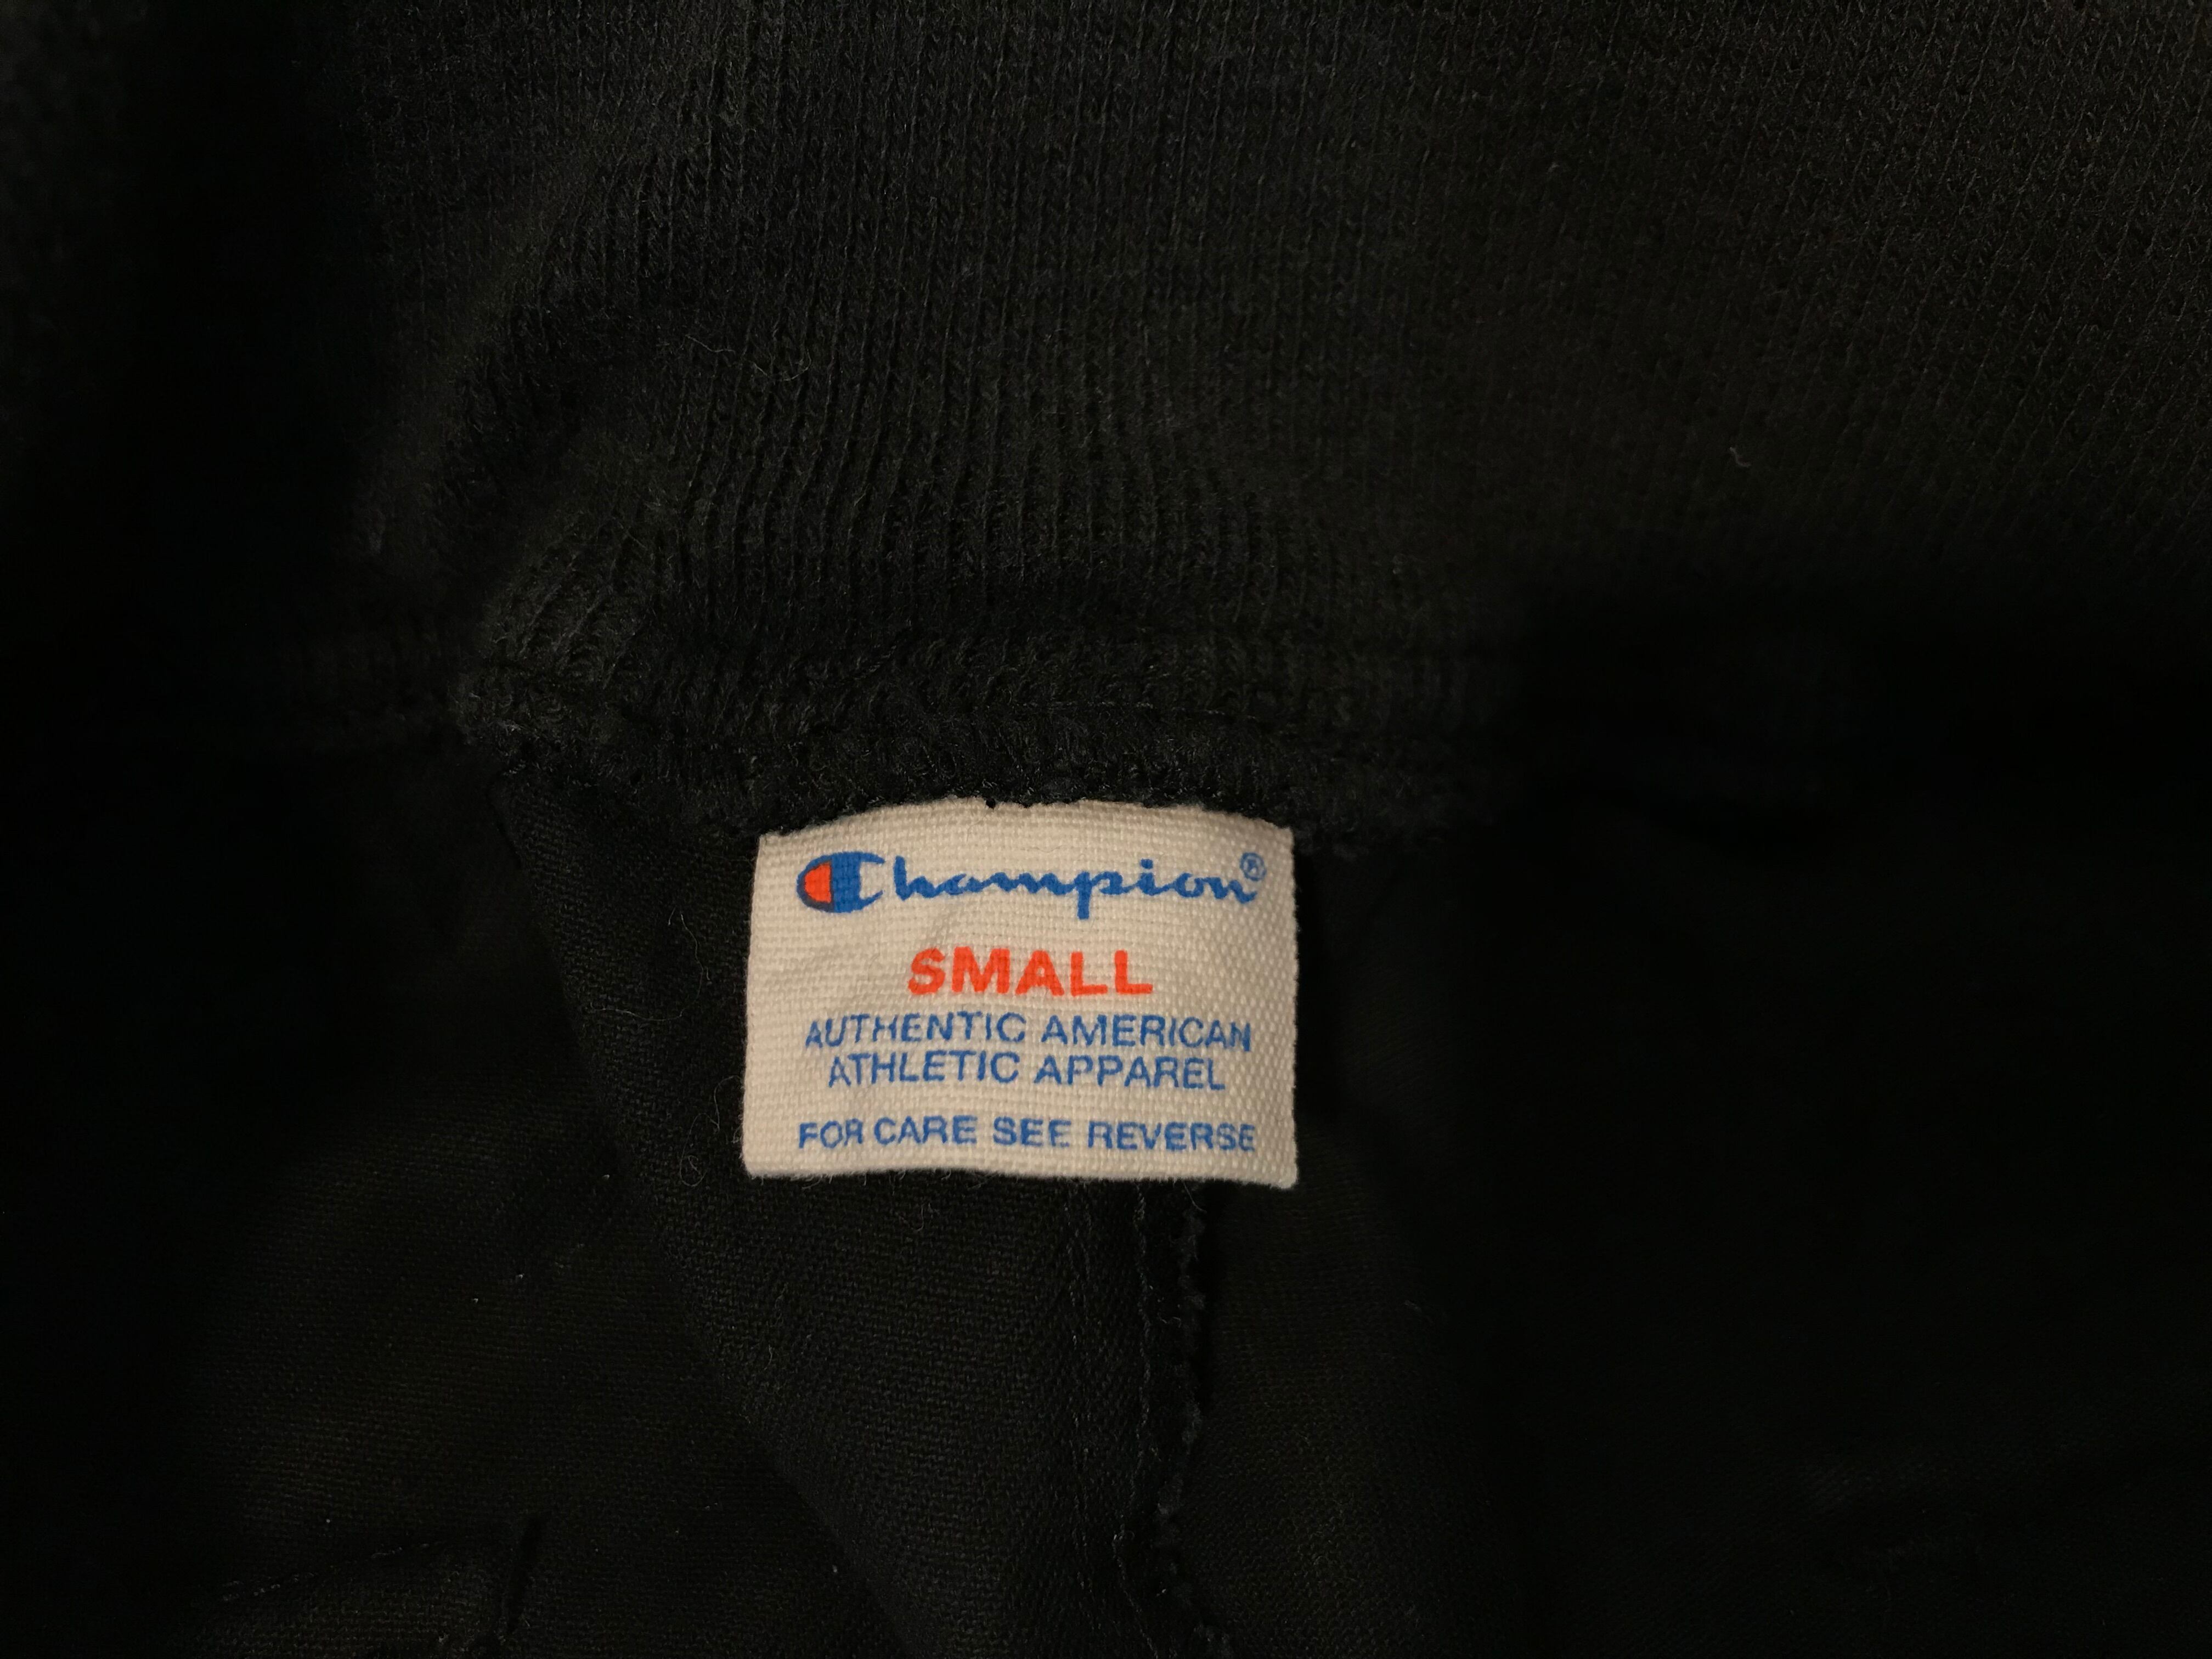 Champion®
SMALL
AUTHENTIC AMERICAN
ATHLETIC APPAREL
FOR CARE SEE REVERSE